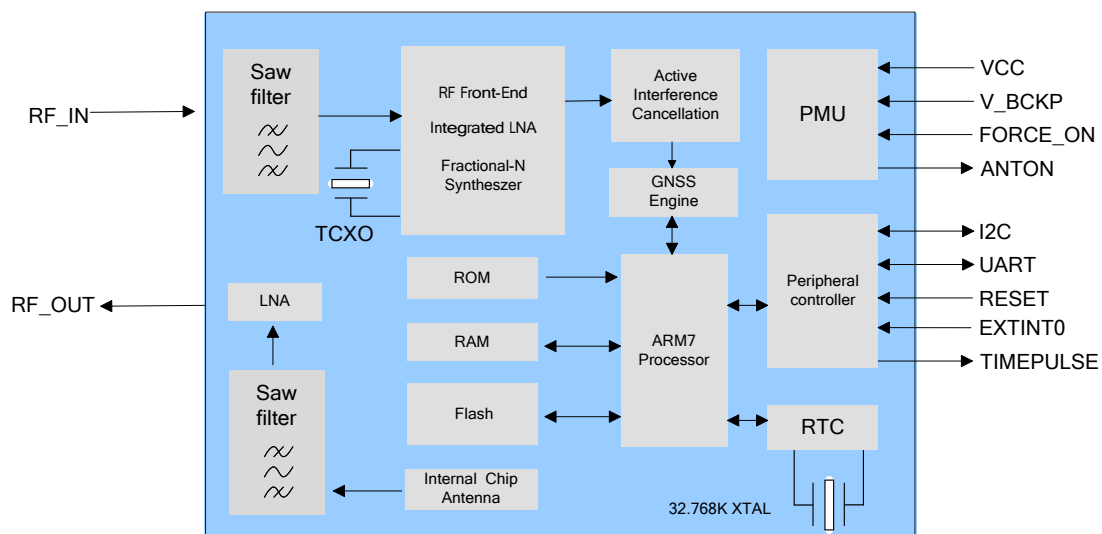 RF_IN
Saw
filter
RF Front-End
Integrated LNA
Fractional-N
Syntheszer
TCXO
Active
Interference
Cancellation
GNSS
Engine
PMU
VCC
V_BCKP
FORCE_ON
ANTON
Peripheral
controller
I2C
UART
RESET
EXTINT0
TIMEPULSE
RF_OUT
LNA
Saw
filter
Internal Chip
Antenna
ROM
RAM
Flash
ARM7
Processor
RTC
32.768K XTAL